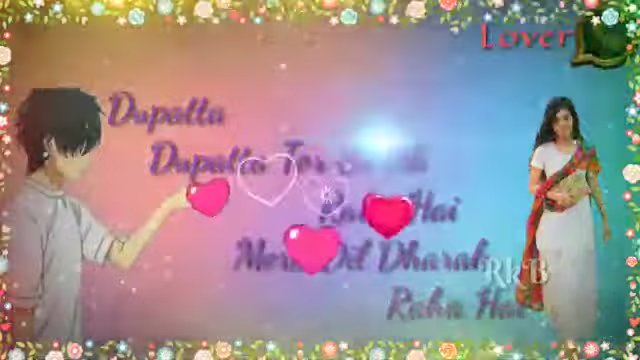 Lover
Dupatta
Dupatta
Hai
Mera Dil Dharak
RkB
Raha Hai